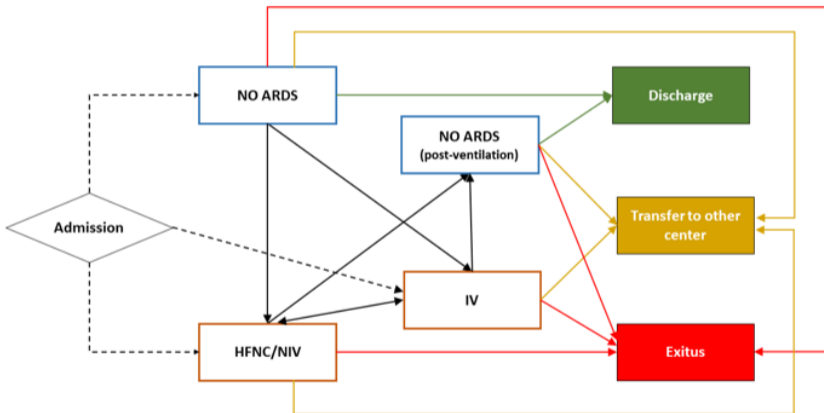 NO ARDS
Discharge
NO ARDS
(post-ventilation)
Admission
Transfer to other
center
IV
HFNC/NIV
Exitus